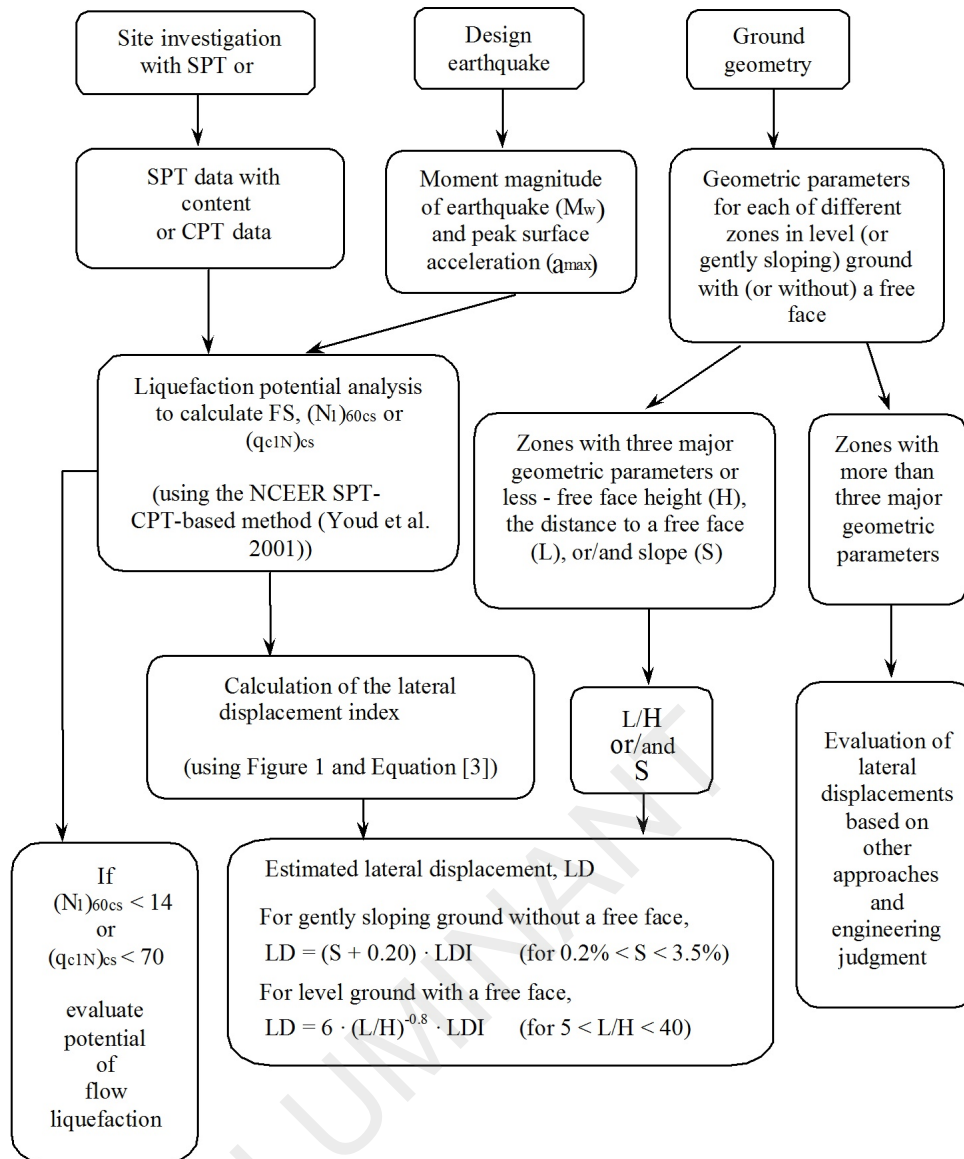 Site investigation
with SPT or
Design
earthquake
Ground
geometry
SPT data with
content
or CPT data
Moment magnitude
of earthquake (Mw)
and peak surface
acceleration (amax)
Geometric parameters
for each of different
zones in level (or
gently sloping) ground
with (or without) a free
face
Liquefaction potential analysis
to calculate FS, (N1)60cs or
(qc1N)cs
(using the NCEER SPT-
CPT-based method (Youd et al.
2001))
Zones with three major
geometric parameters or
less - free face height (H),
the distance to a free face
(L), or/and slope (S)
Zones with
more than
three major
geometric
parameters
Calculation of the lateral
displacement index
(using Figure 1 and Equation [3])
L/H
or/and
S
Evaluation of
lateral
displacements
based on
other
approaches
and
engineering
judgment
If
(N1)60cs < 14
or
(qc1N)cs < 70
evaluate
potential
of
flow
liquefaction
Estimated lateral displacement, LD
For gently sloping ground without a free face,
LD = (S + 0.20) · LDI (for 0.2% < S < 3.5%)
For level ground with a free face,
LD = 6 · (L/H)^-0.8 · LDI (for 5 < L/H < 40)
LUMINANT